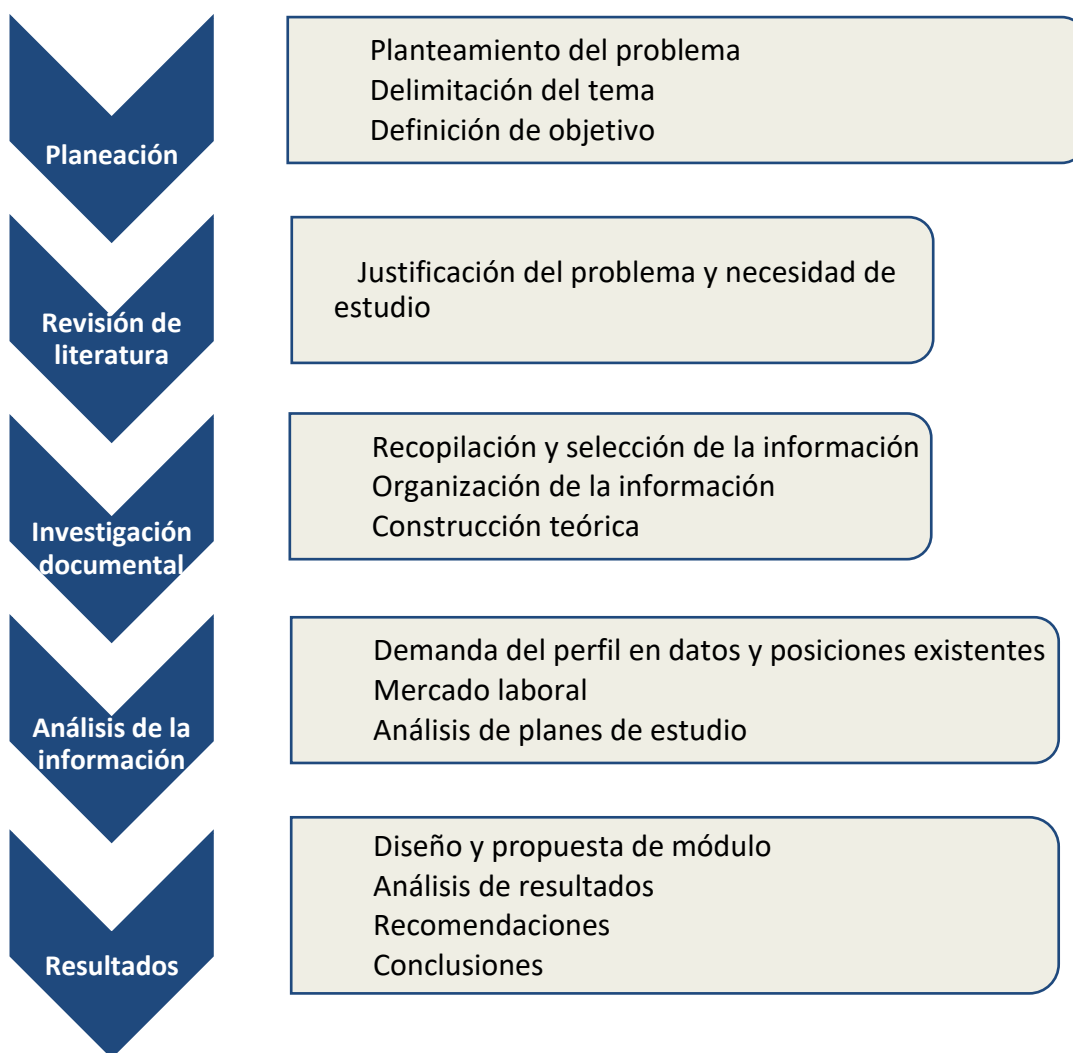 Planeación
Planteamiento del problema
Delimitación del tema
Definición de objetivo
Revisión de
literatura
Justificación del problema y necesidad de
estudio
Investigación
documental
Recopilación y selección de la información
Organización de la información
Construcción teórica
Análisis de la
información
Demanda del perfil en datos y posiciones existentes
Mercado laboral
Análisis de planes de estudio
Resultados
Diseño y propuesta de módulo
Análisis de resultados
Recomendaciones
Conclusiones